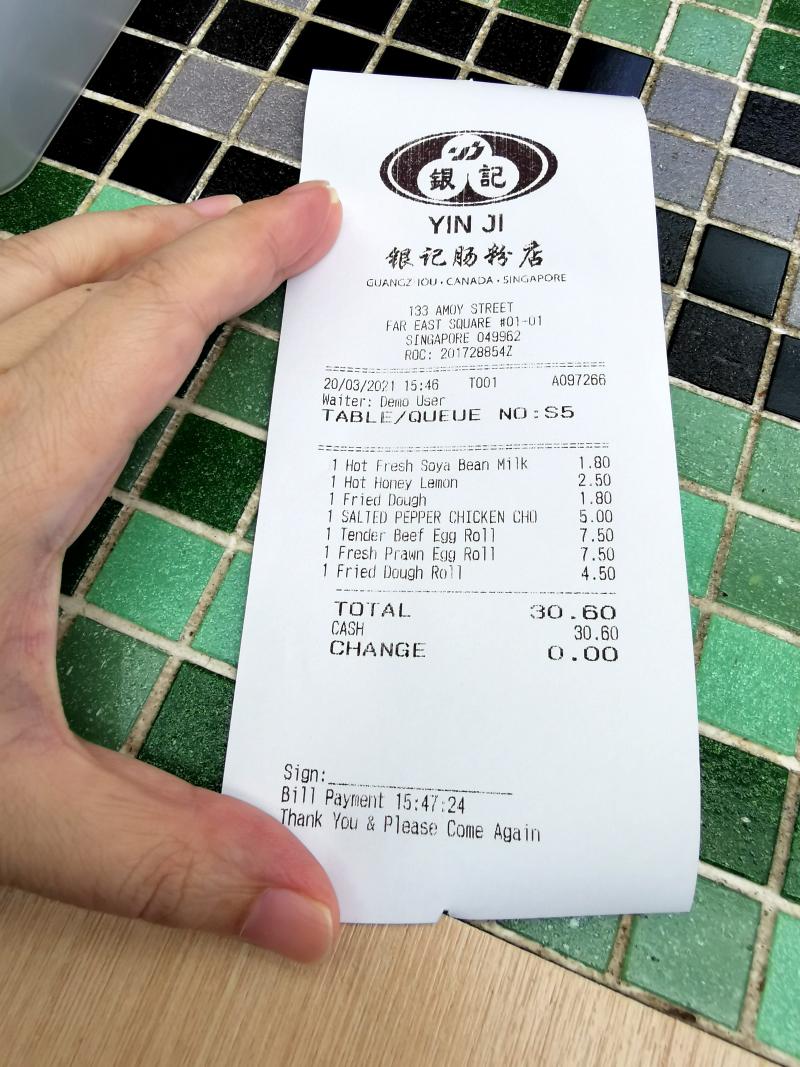 銀記
YIN JI
银记肠粉店
GUANGZHOU • CANADA • SINGAPORE
133 AMOY STREET
FAR EAST SQUARE #01-01
SINGAPORE 049962
ROC: 201728854Z
20/03/2021 15:46 T001 A097266
Waiter: Demo User
TABLE/QUEUE NO:S5
1 Hot Fresh Soya Bean Milk 1.80
1 Hot Honey Lemon 2.50
1 Fried Dough 1.80
1 SALTED PEPPER CHICKEN CHO 5.00
1 Tender Beef Egg Roll 7.50
1 Fresh Prawn Egg Roll 7.50
1 Fried Dough Roll 4.50
TOTAL 30.60
CASH 30.60
CHANGE 0.00
Sign:
Bill Payment 15:47:24
Thank You & Please Come Again